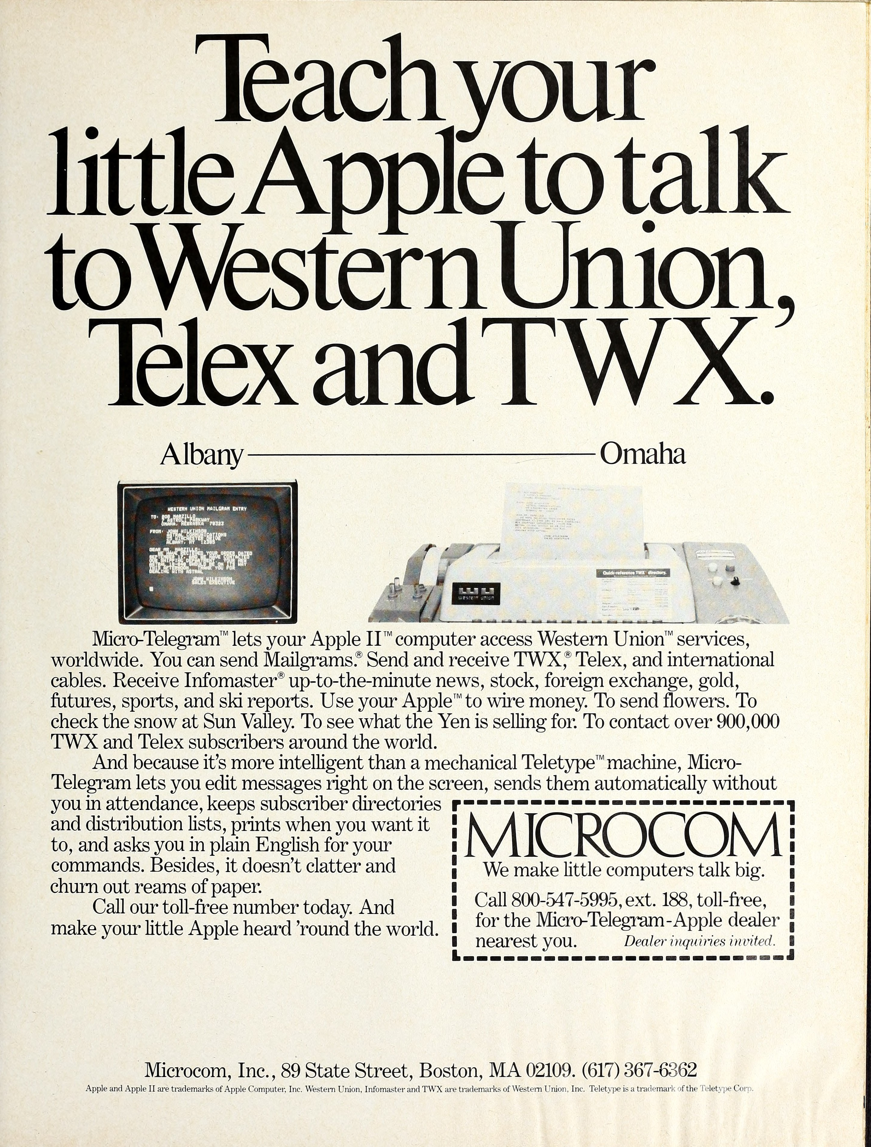 Teach your
little Apple to talk
to Western Union,
Telex and TWX.
Albany
Omaha
WESTERN UNION MAILGRAM ENTRY
western union
Quick-reference TWX directory
Micro-Telegram™ lets your Apple II™ computer access Western Union™ services,
worldwide. You can send Mailgrams.® Send and receive TWX,® Telex, and international
cables. Receive Infomaster® up-to-the-minute news, stock, foreign exchange, gold,
futures, sports, and ski reports. Use your Apple™ to wire money. To send flowers. To
check the snow at Sun Valley. To see what the Yen is selling for. To contact over 900,000
TWX and Telex subscribers around the world.
And because it's more intelligent than a mechanical Teletype™ machine, Micro-
Telegram lets you edit messages right on the screen, sends them automatically without
you in attendance, keeps subscriber directories
and distribution lists, prints when you want it
to, and asks you in plain English for your
commands. Besides, it doesn't clatter and
churn out reams of paper.
Call our toll-free number today. And
make your little Apple heard 'round the world.
MICROCOM
We make little computers talk big.
Call 800-547-5995, ext. 188, toll-free,
for the Micro-Telegram-Apple dealer
nearest you. Dealer inquiries invited.
Microcom, Inc., 89 State Street, Boston, MA 02109. (617) 367-6362
Apple and Apple II are trademarks of Apple Computer, Inc. Western Union, Infomaster and TWX are trademarks of Western Union, Inc. Teletype is a trademark of the Teletype Corp.